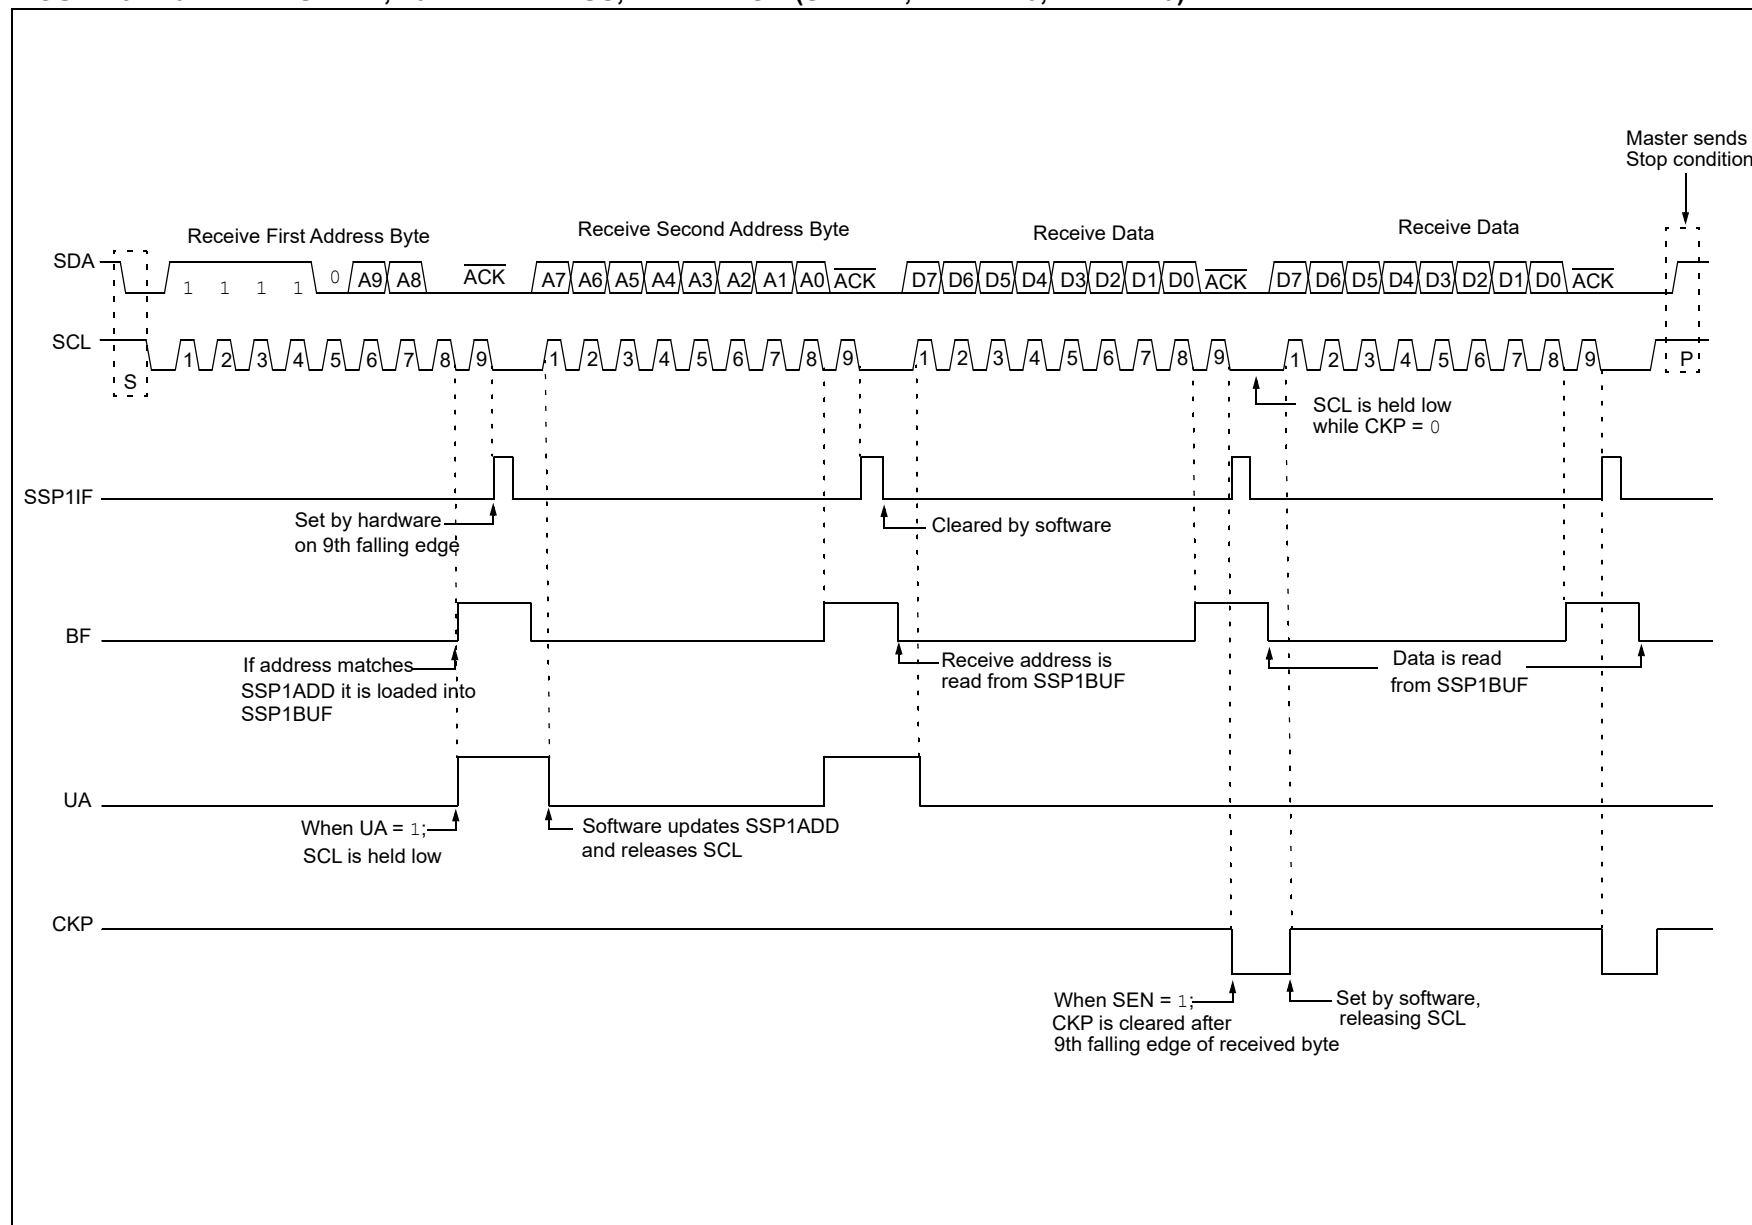 Master sends
Stop condition
Receive First Address Byte
Receive Second Address Byte
Receive Data
Receive Data
SDA
1 1 1 1 0 A9 A8 ACK A7 A6 A5 A4 A3 A2 A1 A0 ACK D7 D6 D5 D4 D3 D2 D1 D0 ACK D7 D6 D5 D4 D3 D2 D1 D0 ACK
SCL
S 1 2 3 4 5 6 7 8 9 1 2 3 4 5 6 7 8 9 1 2 3 4 5 6 7 8 9 1 2 3 4 5 6 7 8 9 P
SCL is held low
while CKP = 0
SSP1IF
Set by hardware
on 9th falling edge
Cleared by software
BF
If address matches
SSP1ADD it is loaded into
SSP1BUF
Receive address is
read from SSP1BUF
Data is read
from SSP1BUF
UA
When UA = 1;
SCL is held low
Software updates SSP1ADD
and releases SCL
CKP
When SEN = 1;
CKP is cleared after
9th falling edge of received byte
Set by software,
releasing SCL